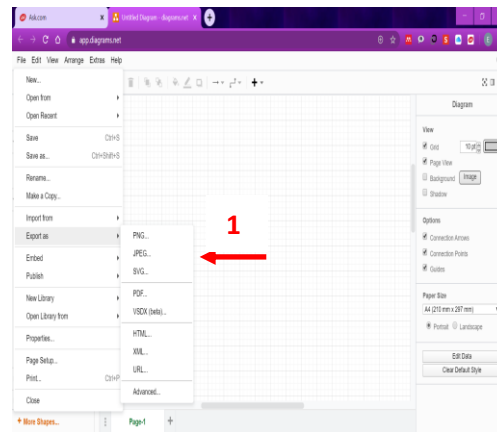 Ask.com
Untitled Diagram - diagrams.net
app.diagrams.net
File Edit View Arrange Extras Help
New...
Open from
Open Recent
Save Ctrl+S
Save as... Ctrl+Shift+S
Rename...
Make a Copy...
Import from
Export as
Embed
Publish
New Library
Open Library from
Properties...
Page Setup...
Print... Ctrl+P
Close
PNG...
JPEG...
SVG...
PDF...
VSDX (beta)...
HTML...
XML...
URL...
Advanced...
1
Diagram
View
Grid 10 pt
Page View
Background Image
Shadow
Options
Connection Arrows
Connection Points
Guides
Paper Size
A4 (210 mm x 297 mm)
Portrait Landscape
Edit Data
Clear Default Style
+ More Shapes...
Page-1